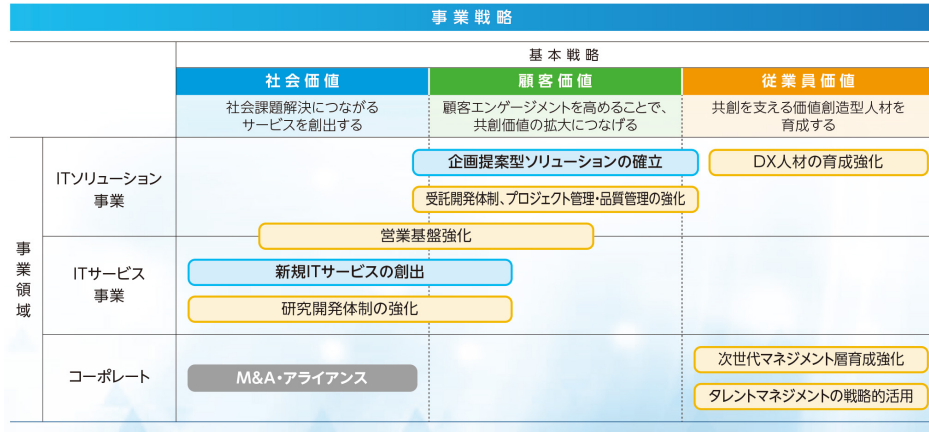 事業戦略
基本戦略
社会価値
顧客価値
従業員価値
社会課題解決につながる
サービスを創出する
顧客エンゲージメントを高めることで、
共創価値の拡大につなげる
共創を支える価値創造型人材を
育成する
事業領域
ITソリューション
事業
企画提案型ソリューションの確立
DX人材の育成強化
受託開発体制、プロジェクト管理・品質管理の強化
営業基盤強化
ITサービス
事業
新規ITサービスの創出
研究開発体制の強化
コーポレート
M&A・アライアンス
次世代マネジメント層育成強化
タレントマネジメントの戦略的活用